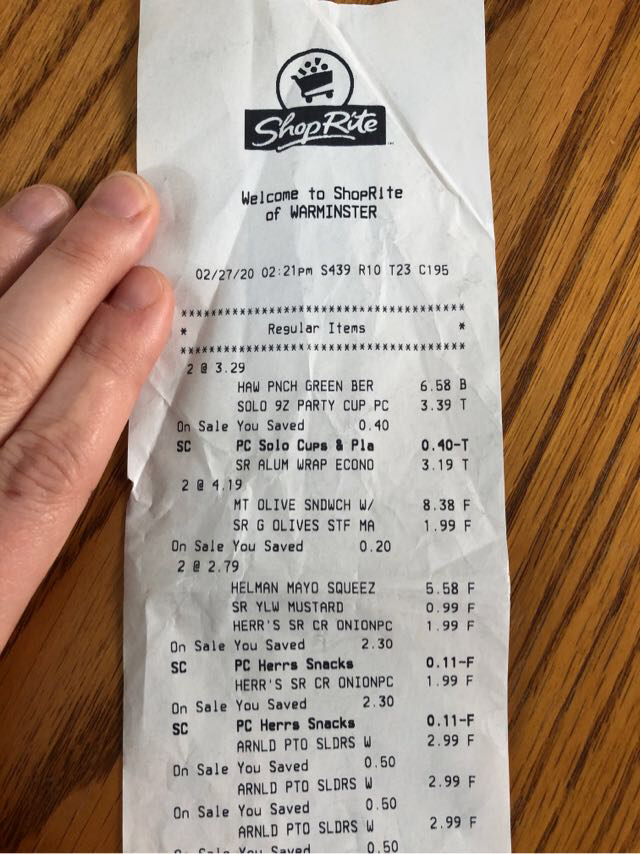 ShopRite
Welcome to ShopRite
of WARMINSTER
02/27/20 02:21pm S439 R10 T23 C195
****************************************
* Regular Items *
****************************************
2 @ 3.29
HAW PNCH GREEN BER 6.58 B
SOLO 9Z PARTY CUP PC 3.39 T
On Sale You Saved 0.40
SC PC Solo Cups & Pla 0.40-T
SR ALUM WRAP ECONO 3.19 T
2 @ 4.19
MT OLIVE SNDWCH W/ 8.38 F
SR G OLIVES STF MA 1.99 F
On Sale You Saved 0.20
2 @ 2.79
HELMAN MAYO SQUEEZ 5.58 F
SR YLW MUSTARD 0.99 F
HERR'S SR CR ONIONPC 1.99 F
On Sale You Saved 2.30
SC PC Herrs Snacks 0.11-F
HERR'S SR CR ONIONPC 1.99 F
On Sale You Saved 2.30
SC PC Herrs Snacks 0.11-F
ARNLD PTO SLDRS W 2.99 F
On Sale You Saved 0.50
ARNLD PTO SLDRS W 2.99 F
On Sale You Saved 0.50
ARNLD PTO SLDRS W 2.99 F
On Sale You Saved 0.50